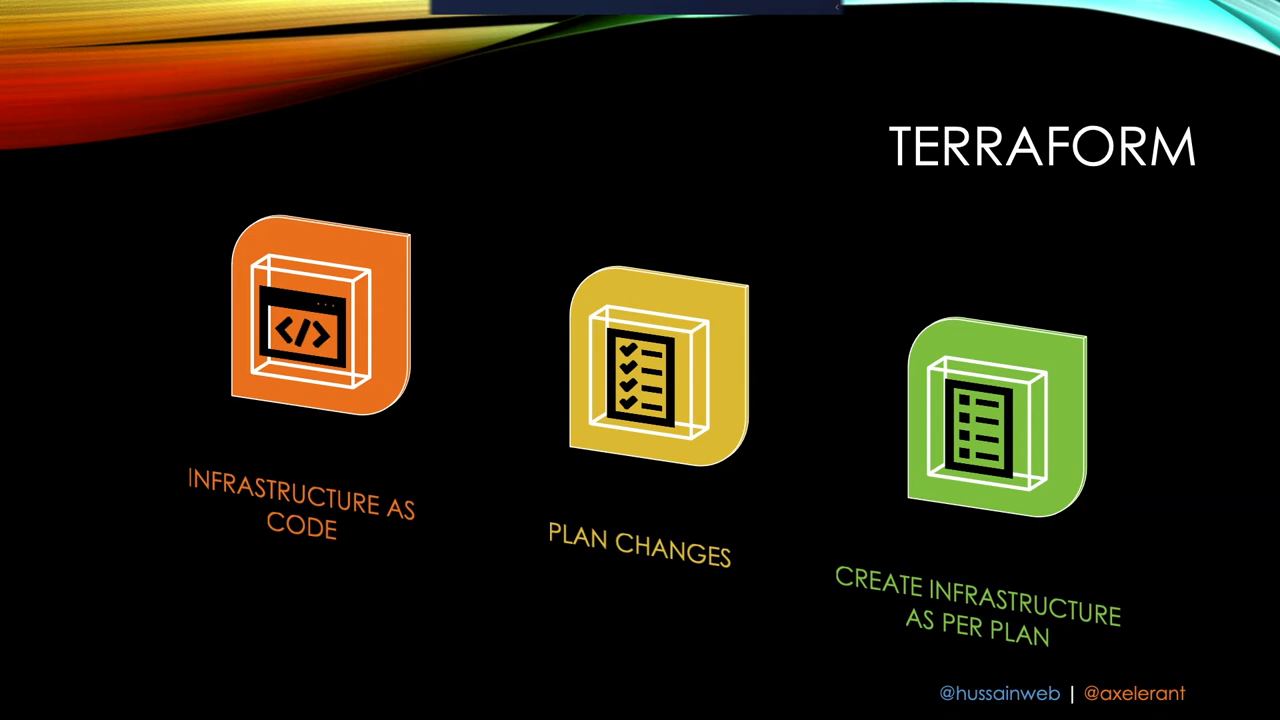 TERRAFORM
INFRASTRUCTURE AS
CODE
PLAN CHANGES
CREATE INFRASTRUCTURE
AS PER PLAN
@hussainweb | @axelerant